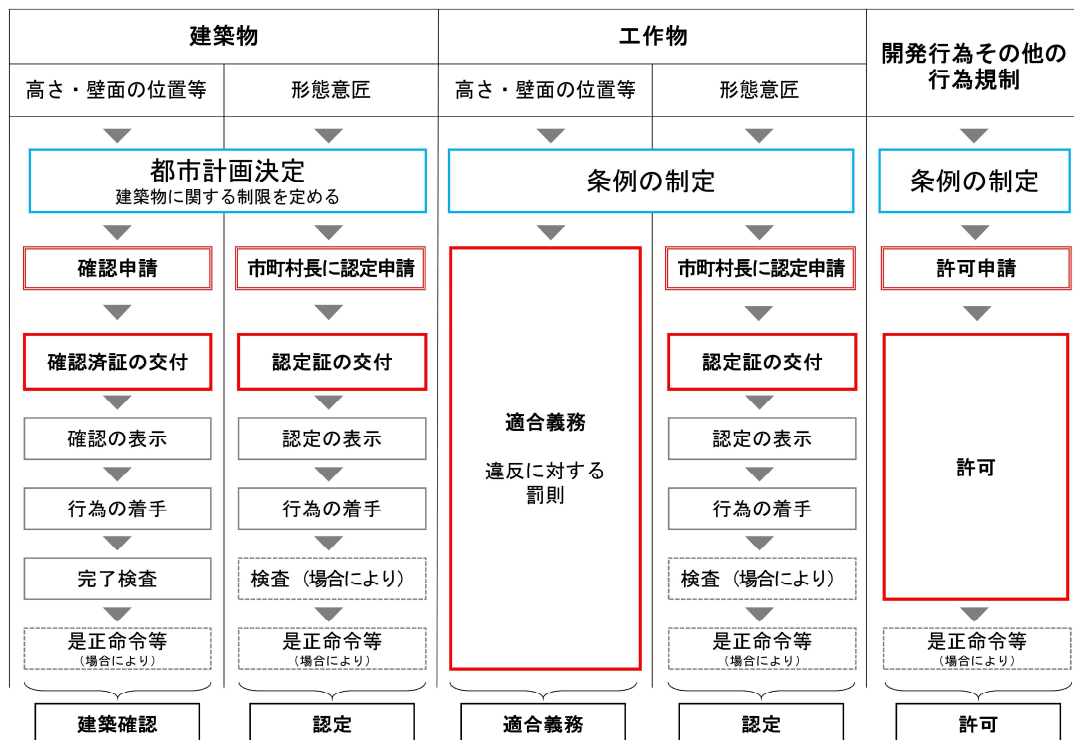 建築物
工作物
開発行為その他の
行為規制
高さ・壁面の位置等
形態意匠
高さ・壁面の位置等
形態意匠
都市計画決定
建築物に関する制限を定める
条例の制定
条例の制定
確認申請
市町村長に認定申請
市町村長に認定申請
許可申請
確認済証の交付
認定証の交付
認定証の交付
適合義務
違反に対する
罰則
許可
確認の表示
認定の表示
認定の表示
行為の着手
行為の着手
行為の着手
完了検査
検査（場合により）
検査（場合により）
是正命令等
（場合により）
是正命令等
（場合により）
是正命令等
（場合により）
是正命令等
（場合により）
建築確認
認定
適合義務
認定
許可